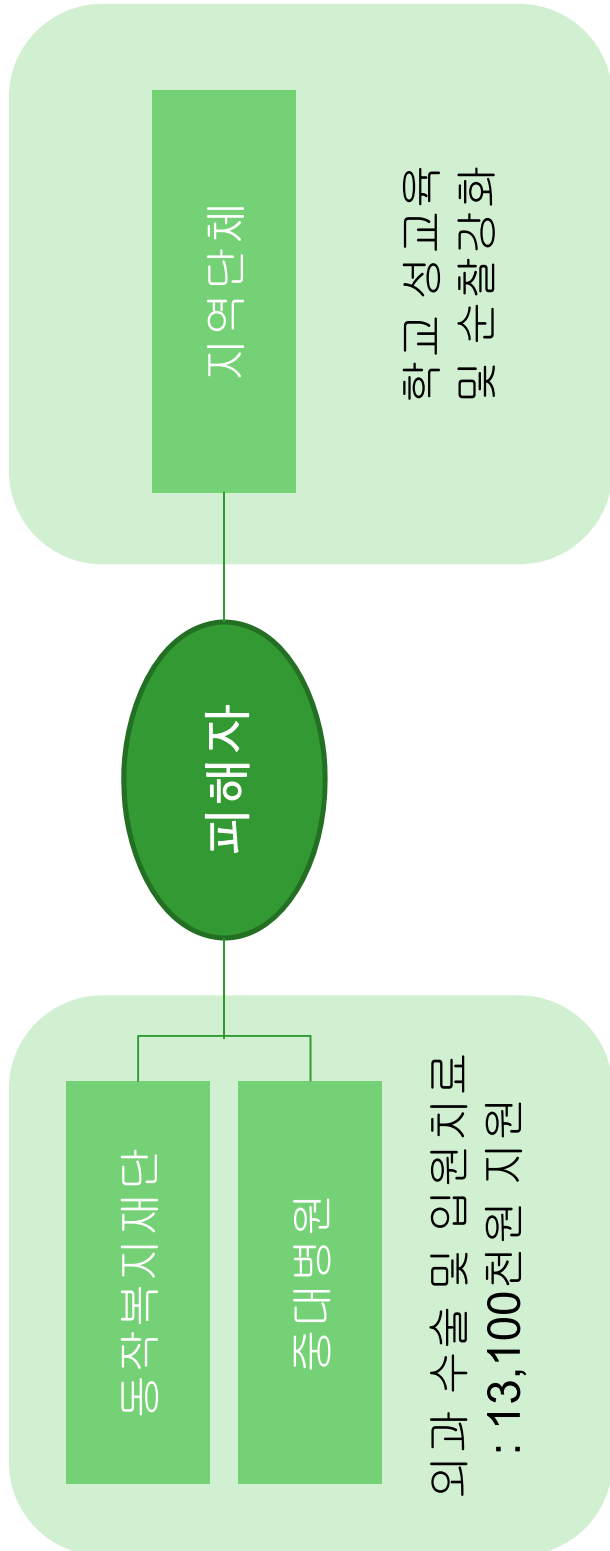 동작복지재단
중대병원
외과 수술 및 입원치료
: 13,100천원 지원
피해자
지역단체
학교 성교육
및 순찰강화